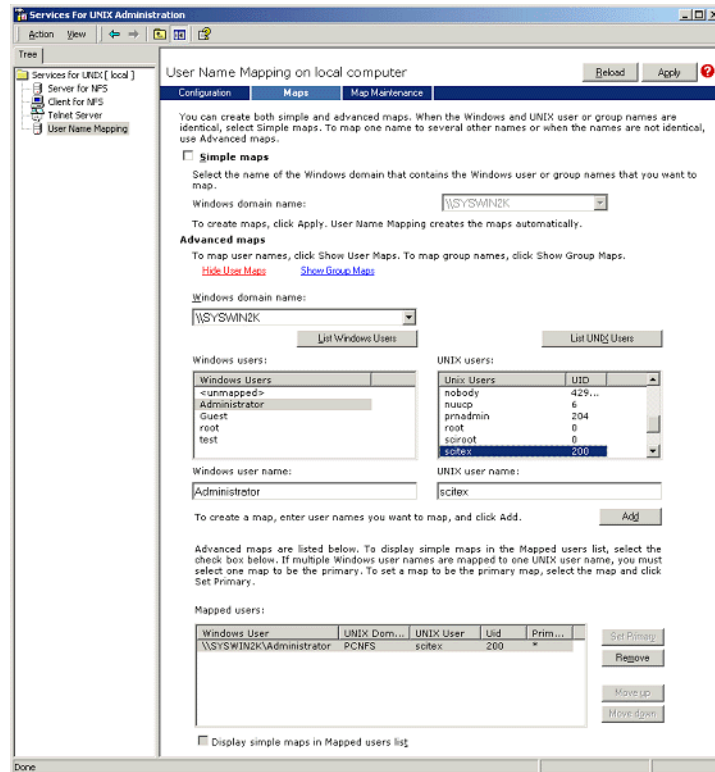 Services For UNIX Administration
Action View
Tree
Services for UNIX [ local ]
Server for NFS
Client for NFS
Telnet Server
User Name Mapping
User Name Mapping on local computer
Reload
Apply
Configuration
Maps
Map Maintenance
You can create both simple and advanced maps. When the Windows and UNIX user or group names are
identical, select Simple maps. To map one name to several other names or when the names are not identical,
use Advanced maps.
Simple maps
Select the name of the Windows domain that contains the Windows user or group names that you want to
map.
Windows domain name:
\\SYSWIN2K
To create maps, click Apply. User Name Mapping creates the maps automatically.
Advanced maps
To map user names, click Show User Maps. To map group names, click Show Group Maps.
Hide User Maps
Show Group Maps
Windows domain name:
\\SYSWIN2K
List Windows Users
List UNIX Users
Windows users:
UNIX users:
Windows Users
Unix Users UID
<unmapped>
nobody 429...
Administrator
nuucp 6
Guest
prnadmin 204
root
root 0
test
sciroot 0
scitex 200
Windows user name:
UNIX user name:
Administrator
scitex
To create a map, enter user names you want to map, and click Add.
Add
Advanced maps are listed below. To display simple maps in the Mapped users list, select the
check box below. If multiple Windows user names are mapped to one UNIX user name, you must
select one map to be the primary. To set a map to be the primary map, select the map and click
Set Primary.
Mapped users:
Windows User UNIX Dom... UNIX User Uid Prim...
\\SYSWIN2K\Administrator PCNFS scitex 200 *
Set Primary
Remove
Move up
Move down
Display simple maps in Mapped users list
Done